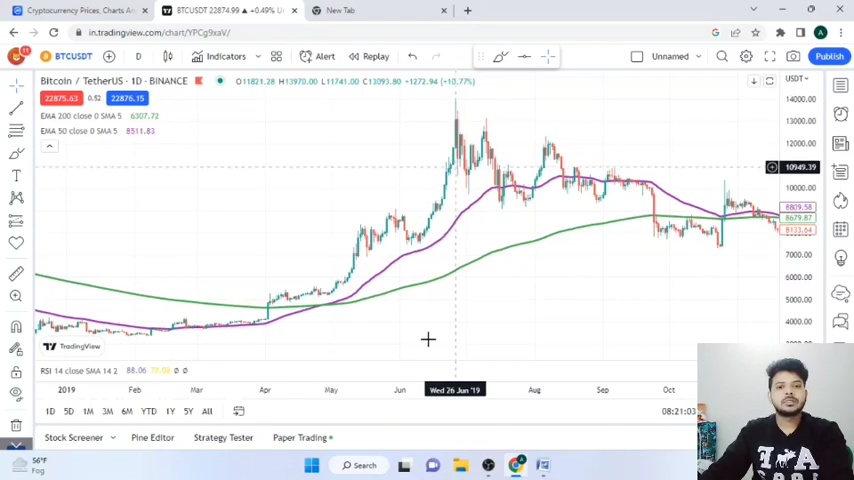 Cryptocurrency Prices, Charts An
BTCUSDT 22874.99 ▲ +0.49% Un
New Tab
in.tradingview.com/chart/YPCg9xaV/
BTCUSDT
D
Indicators
Alert
Replay
Unnamed
Publish
Bitcoin / TetherUS · 1D · BINANCE
O11821.28 H13970.00 L11741.00 C13093.80 +1272.94 (+10.77%)
USDT
22875.63
0.52
22876.15
EMA 200 close 0 SMA 5 6307.72
EMA 50 close 0 SMA 5 8511.83
14000.00
13000.00
12000.00
10949.39
10000.00
8809.58
8679.87
8133.64
7000.00
6000.00
5000.00
4000.00
TradingView
RSI 14 close SMA 14 2 88.06
2019
Feb
Mar
Apr
May
Jun
Wed 26 Jun '19
Aug
Sep
Oct
1D 5D 1M 3M 6M YTD 1Y 5Y All
08:21:03
Stock Screener
Pine Editor
Strategy Tester
Paper Trading
56°F
Fog
Search